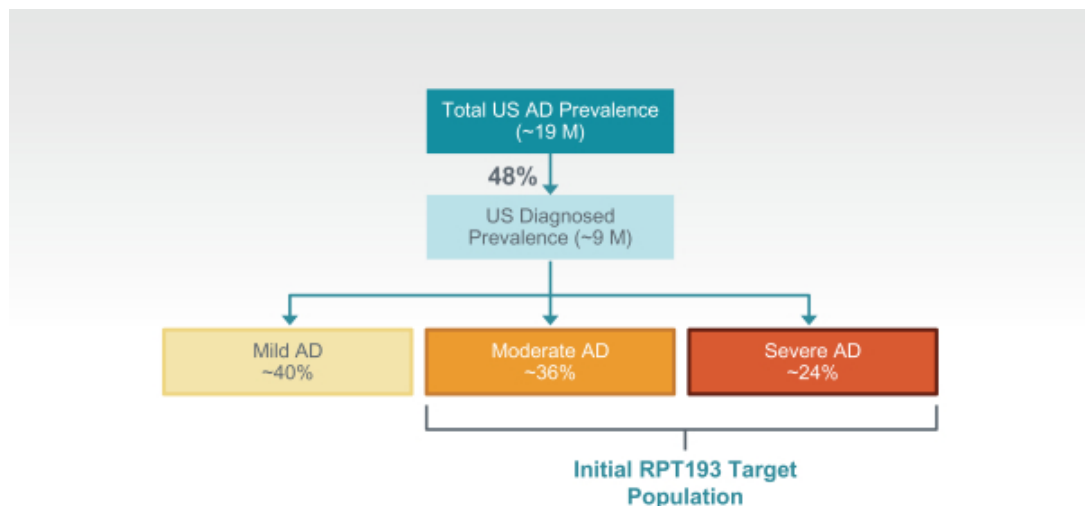 Total US AD Prevalence
(~19 M)
48%
US Diagnosed
Prevalence (~9 M)
Mild AD
~40%
Moderate AD
~36%
Severe AD
~24%
Initial RPT193 Target
Population